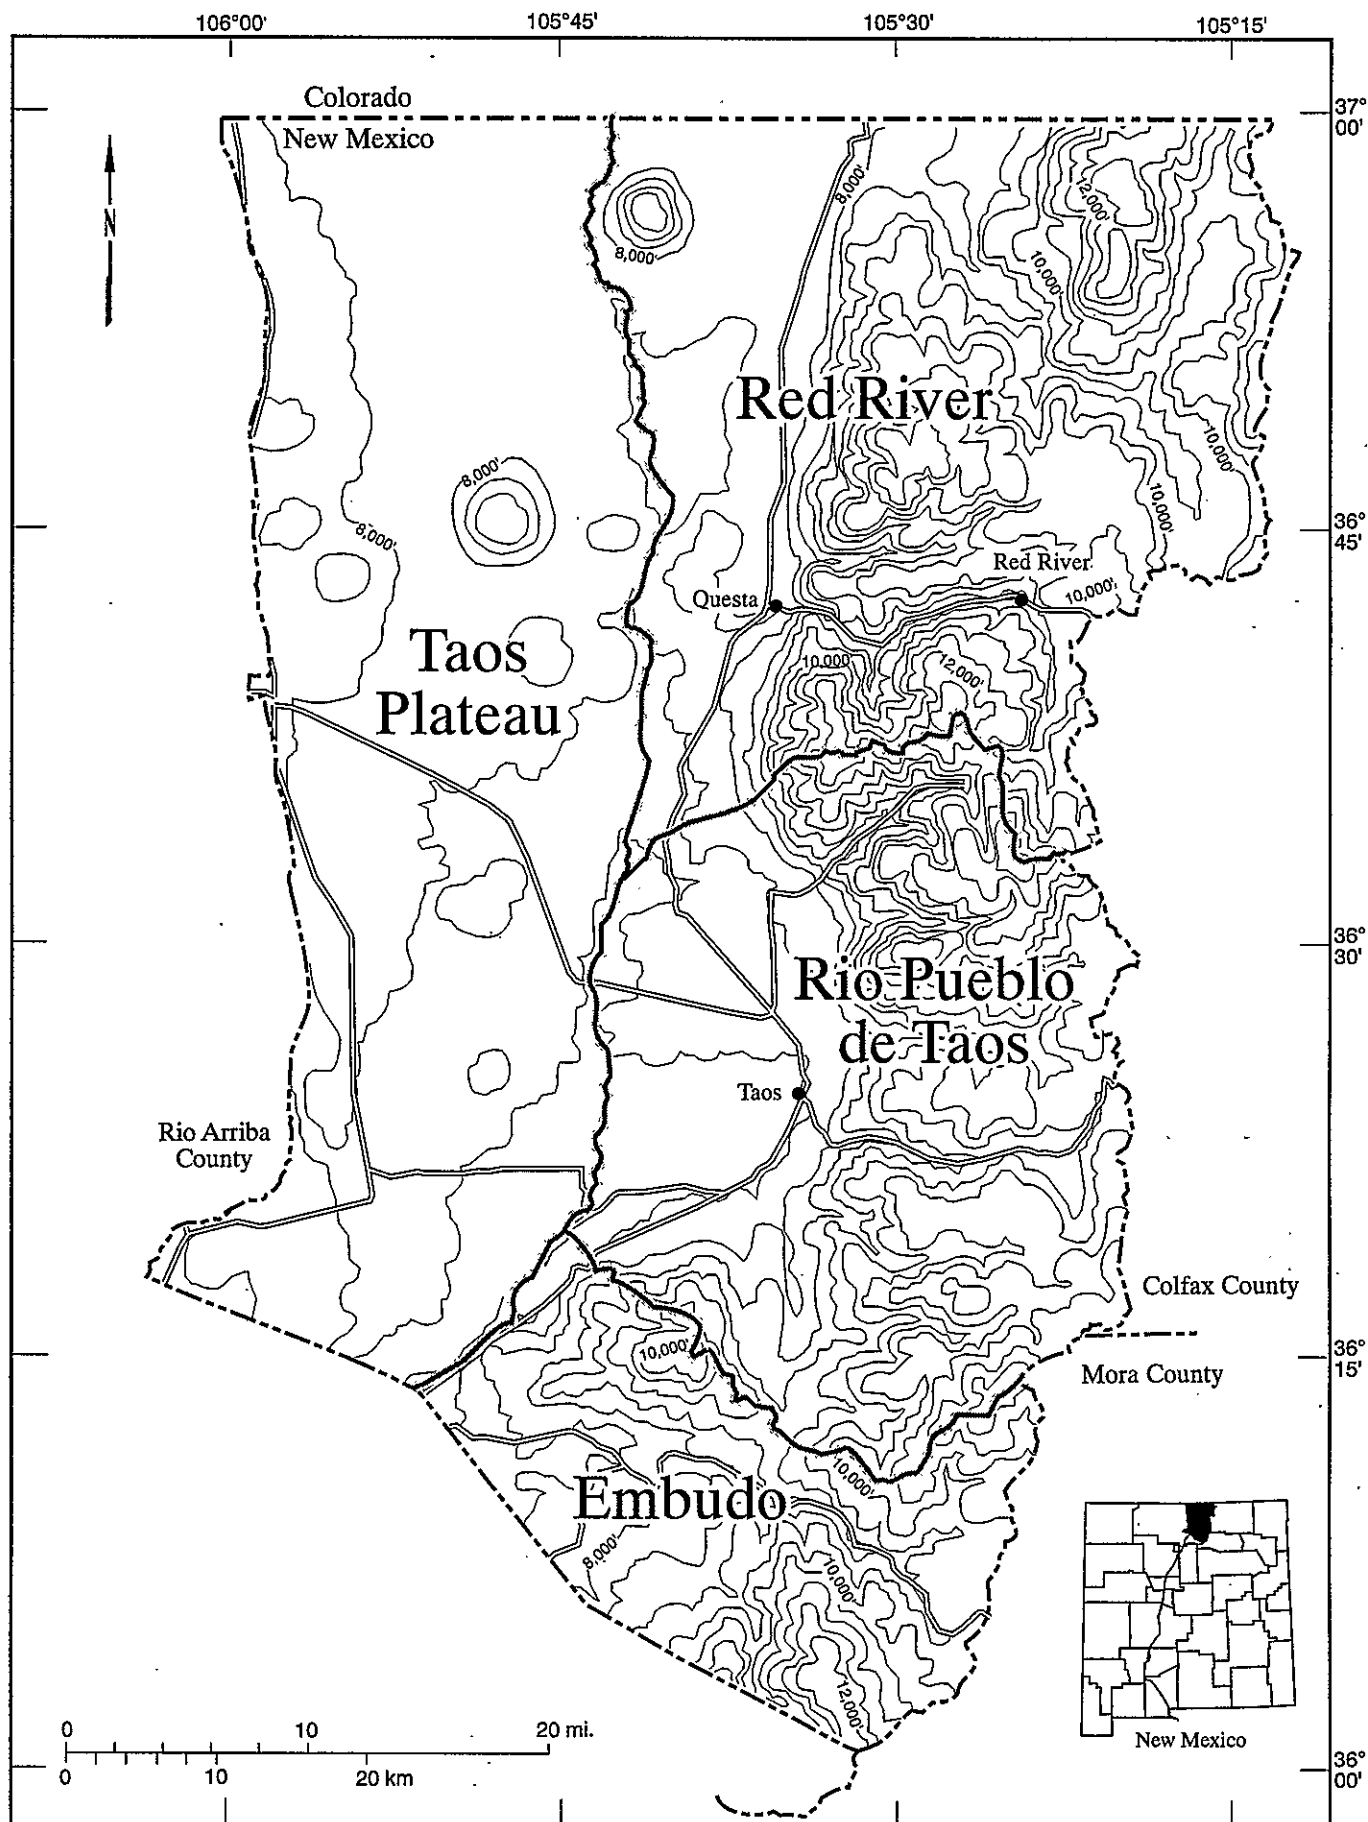 106°00'
105°45'
105°30'
105°15'
Colorado
New Mexico
37°
00'
N
8,000'
12,000'
8,000'
10,000'
Red River
10,000'
8,000'
8,000'
10,000'
36°
45'
Red River
Questa
10,000'
Taos
Plateau
10,000'
12,000'
36°
30'
Rio Pueblo
de Taos
Taos
Rio Arriba
County
Colfax County
10,000'
36°
15'
Mora County
10,000'
Embudo
8,000'
10,000'
12,000'
0 10 20 mi.
0 10 20 km
New Mexico
36°
00'